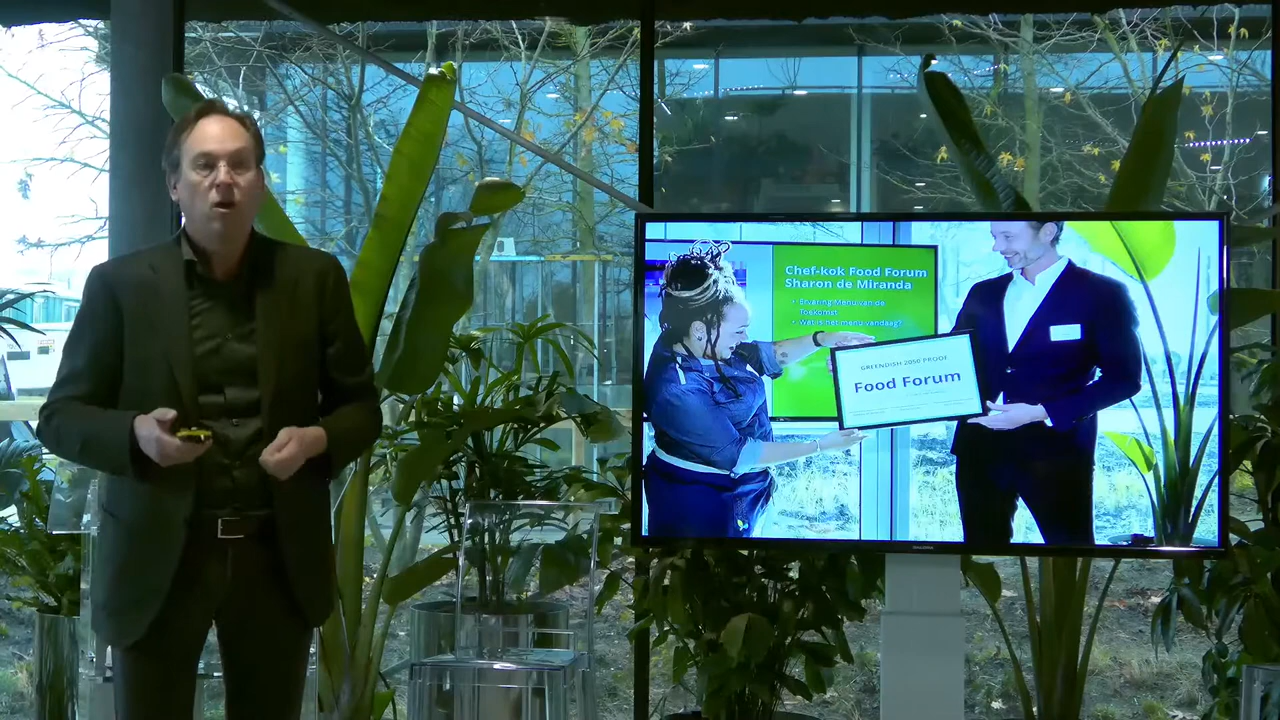 Chef-kok Food Forum
Sharon de Miranda
• Ervaring Menu van de
Toekomst
• Wat is het menu vandaag?
GREENDISH 2050 PROOF
Food Forum